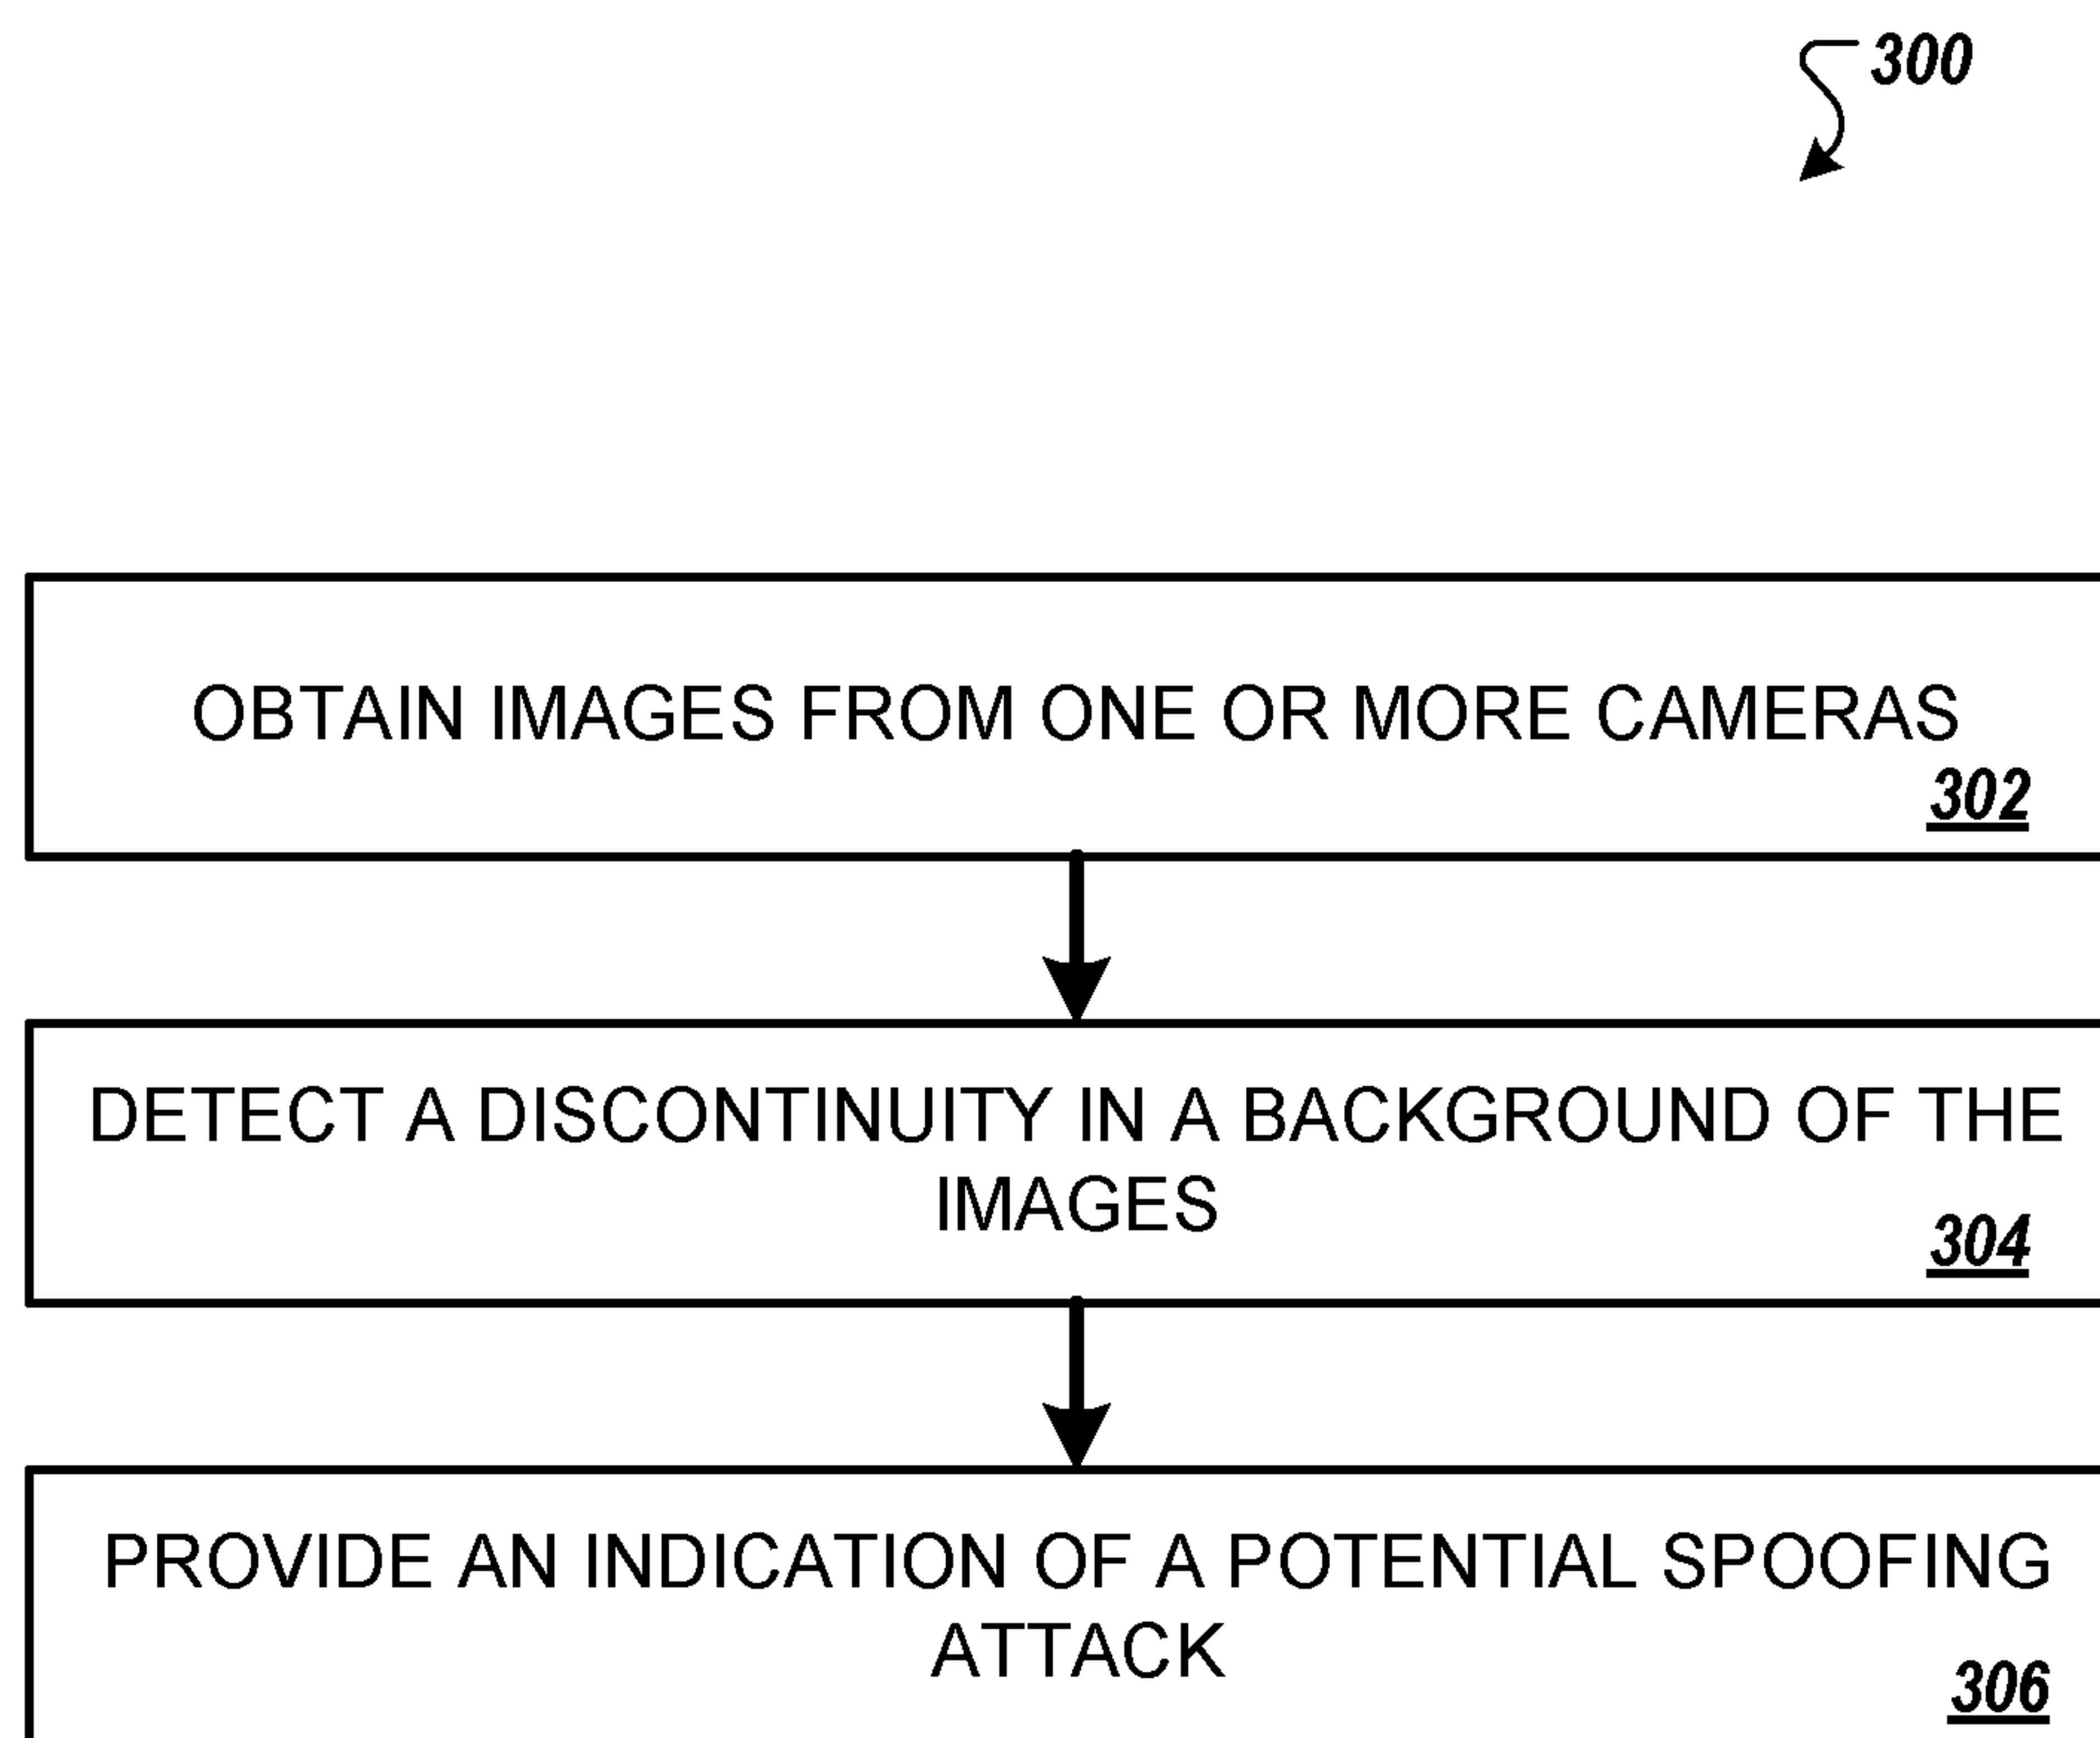 300
OBTAIN IMAGES FROM ONE OR MORE CAMERAS
302
DETECT A DISCONTINUITY IN A BACKGROUND OF THE
IMAGES
304
PROVIDE AN INDICATION OF A POTENTIAL SPOOFING
ATTACK
306